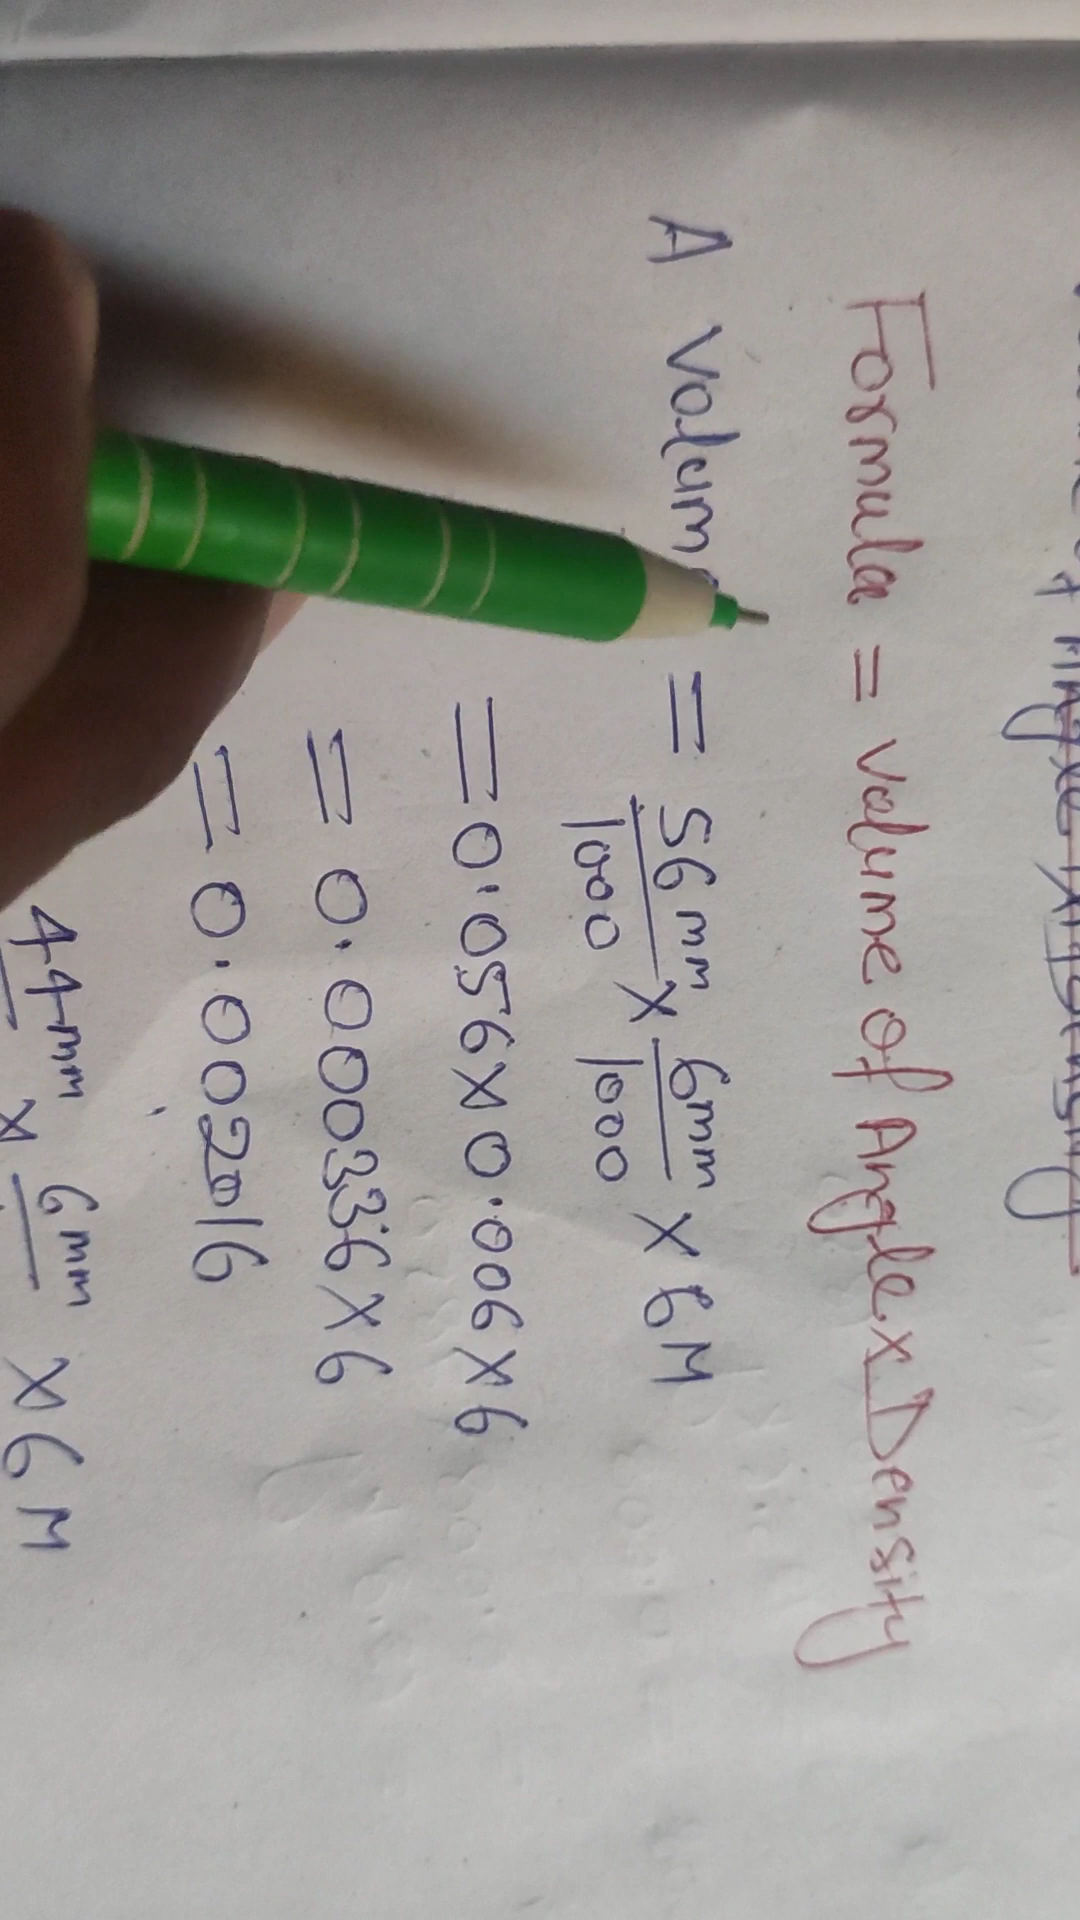 Formula = Volume of Angle x Density
A Volum = 56mm/1000 X 6mm/1000 X 6M
= 0.056 X 0.006 X 6
= 0.000336 X 6
= 0.002016
44mm X 6mm X 6M